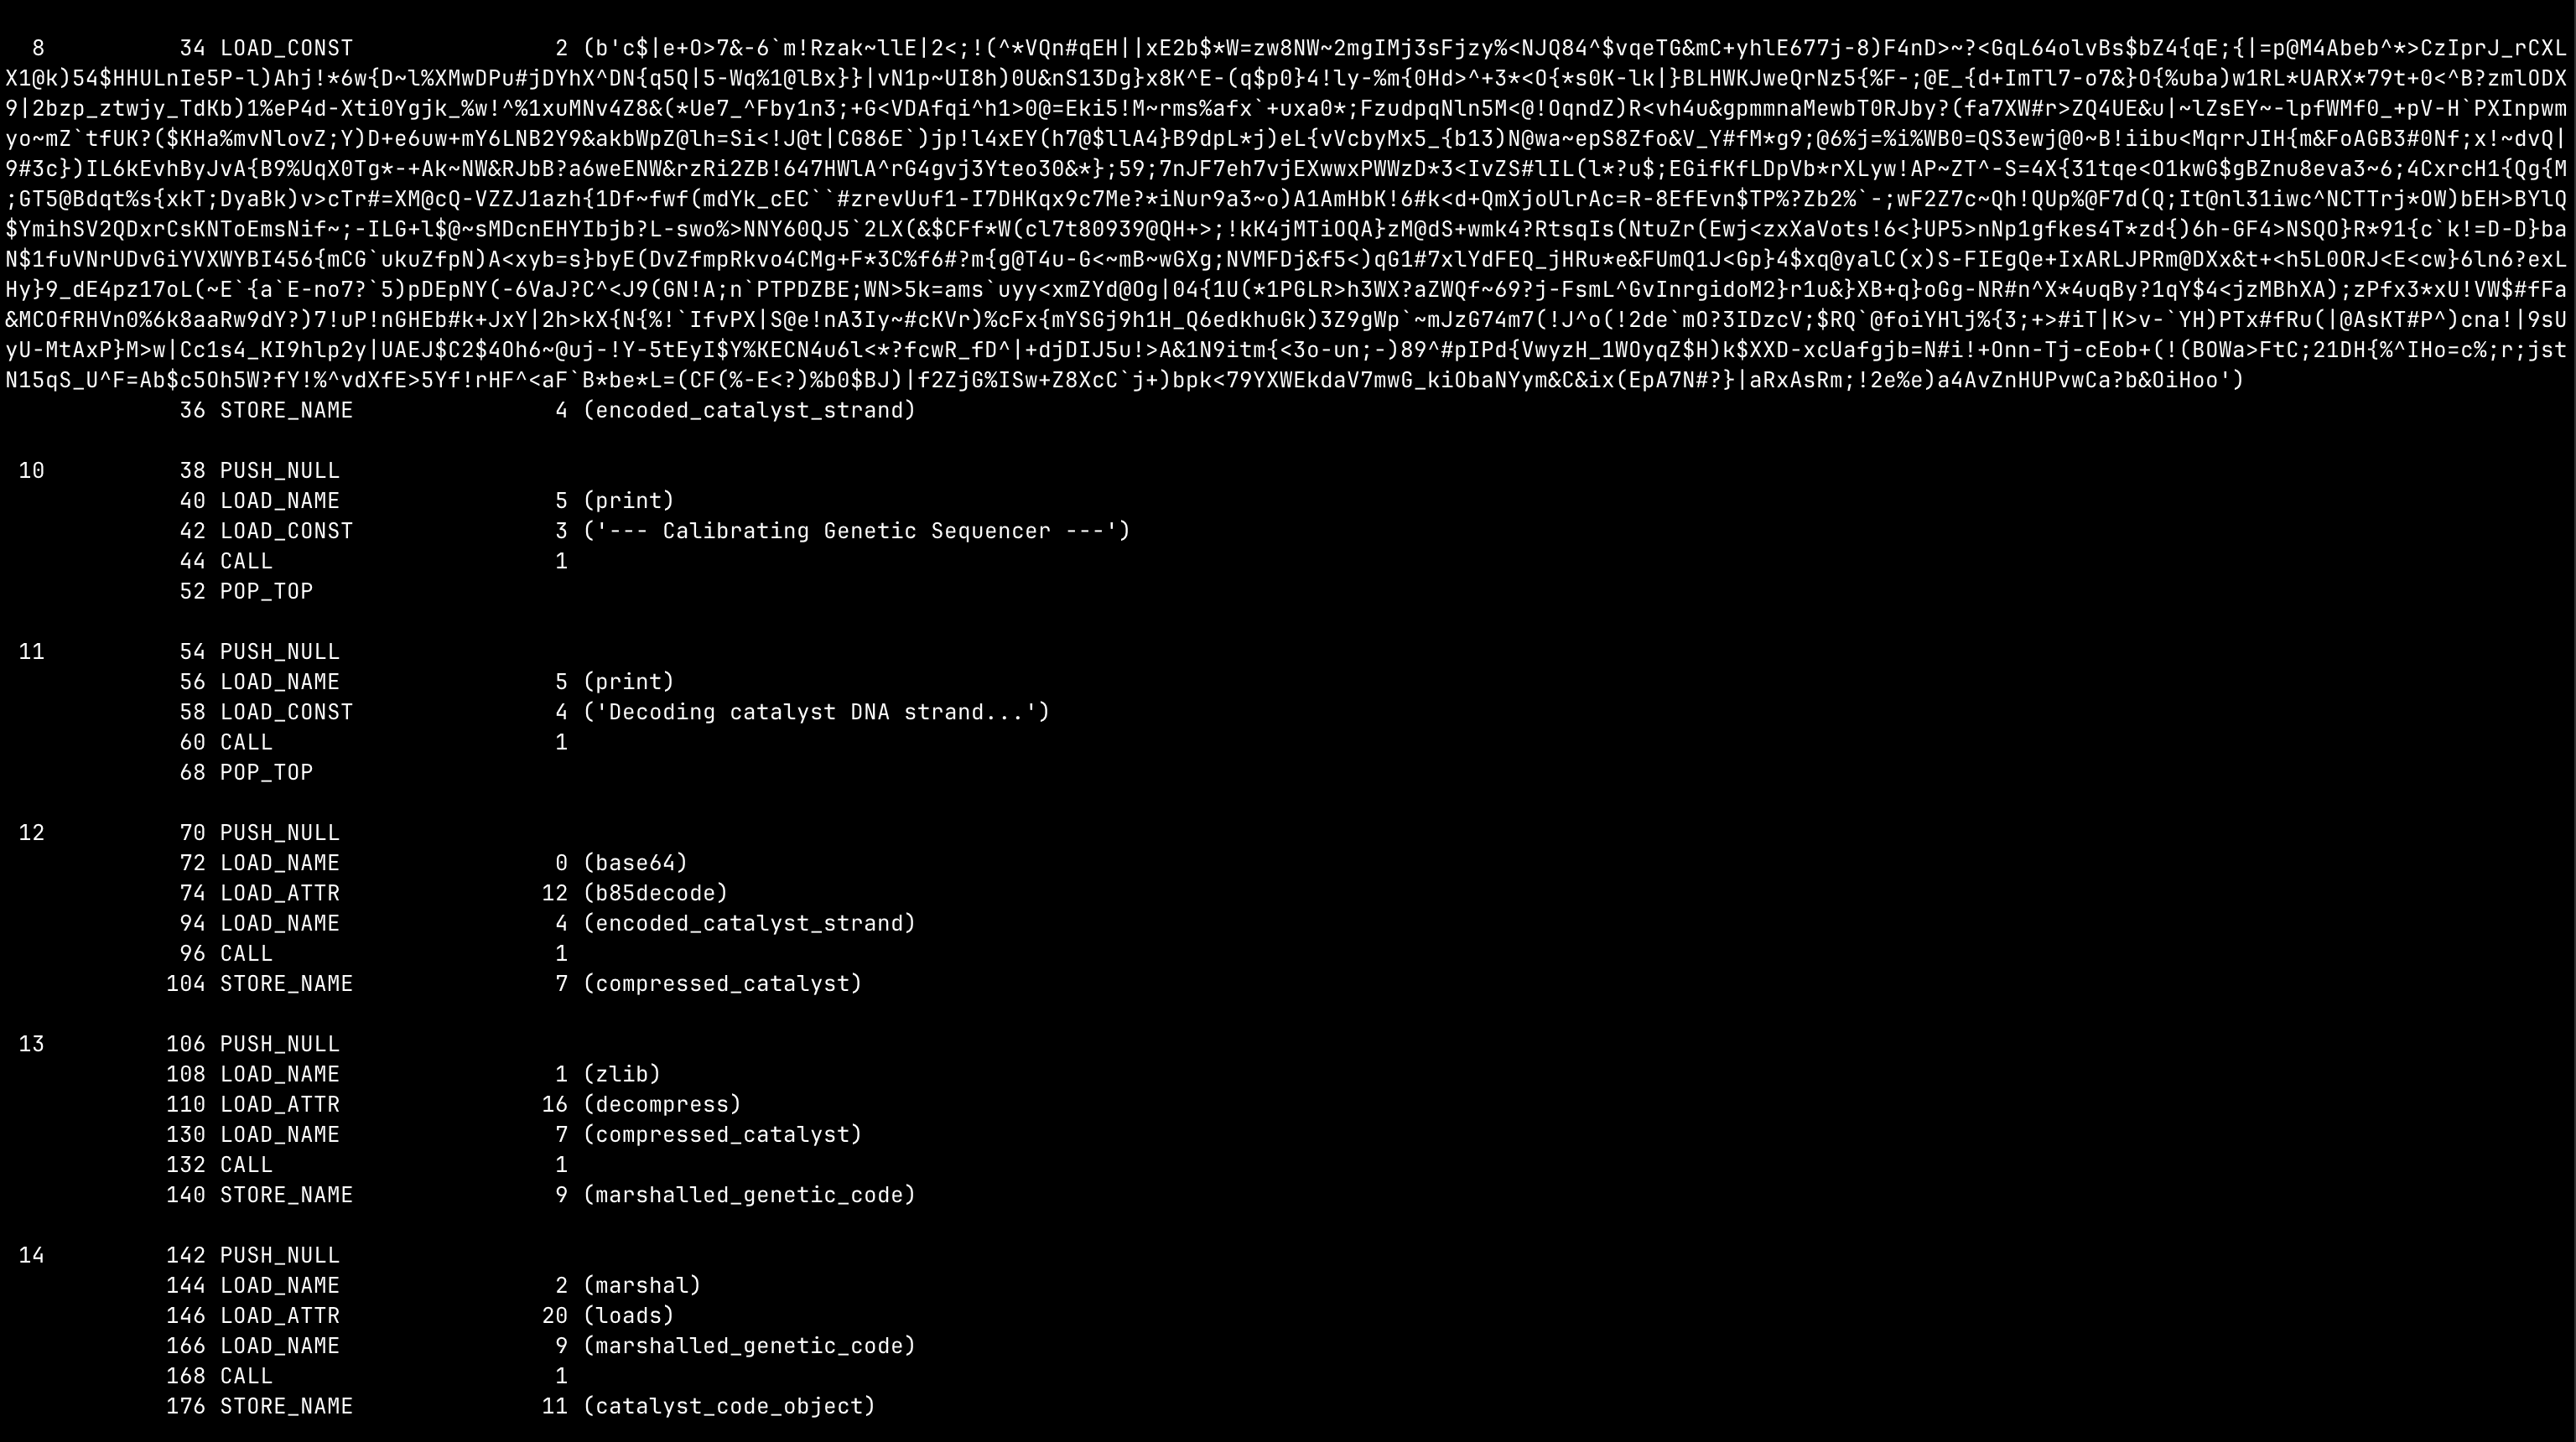 8 34 LOAD_CONST 2 (b'c$|e+O>7&-6`m!Rzak~llE|2<;!(^*VQn#qEH||xE2b$*W=zw8NW~2mgIMj3sFjzy%<NJQ84^$vqeTG&mC+yhlE677j-8)F4nD>~?<GqL64olvBs$bZ4{qE;{|=p@M4Abeb^*>CzIprJ_rCXL
X1@k)54$HHULnIe5P-l)Ahj!*6w{D~l%XMwDPu#jDYhX^DN{q5Q|5-Wq%1@lBx}}|vN1p~UI8h)0U&nS13Dg}x8K^E-(q$p0}4!ly-%m{0Hd>^+3*<O{*s0K-lk|}BLHWKJweQrNz5{%F-;@E_{d+ImTl7-o7&}O{%uba)w1RL*UARX*79t+0<^B?zmlODX
9|2bzp_ztwjy_TdKb)1%eP4d-Xti0Ygjk_%w!^%1xuMNv4Z8&(*Ue7_^Fby1n3;+G<VDAfqi^h1>0@=Eki5!M~rms%afx`+uxa0*;FzudpqNln5M<@!OqndZ)R<vh4u&gpmmnaMewbT0RJby?(fa7XW#r>ZQ4UE&u|~lZsEY~-lpfWMf0_+pV-H`PXInpwm
yo~mZ`tfUK?($KHa%mvNlovZ;Y)D+e6uw+mY6LNB2Y9&akbWpZ@lh=Si<!J@t|CG86E`)jp!l4xEY(h7@$llA4}B9dpL*j)eL{vVcbyMx5_{b13)N@wa~epS8Zfo&V_Y#fM*g9;@6%j=%i%WB0=QS3ewj@0~B!iibu<MqrrJIH{m&FoAGB3#0Nf;x!~dvQ|
9#3c})IL6kEvhByJvA{B9%UqX0Tg*-+Ak~NW&RJbB?a6weENW&rzRi2ZB!647HWlA^rG4gvj3Yteo30&*};59;7nJF7eh7vjEXwwxPWWzD*3<IvZS#lIL(l*?u$;EGifKfLDpVb*rXLyw!AP~ZT^-S=4X{31tqe<O1kwG$gBZnu8eva3~6;4CxrcH1{Qg{M
;GT5@Bdqt%s{xkT;DyaBk)v>cTr#=XM@cQ-VZZJ1azh{1Df~fwf(mdYk_cEC``#zrevUuf1-I7DHKqx9c7Me?*iNur9a3~o)A1AmHbK!6#k<d+QmXjoUlrAc=R-8EfEvn$TP%?Zb2%`-;wF2Z7c~Qh!QUp%@F7d(Q;It@nl31iwc^NCTTrj*OW)bEH>BYlQ
$YmihSV2QDxrCsKNToEmsNif~;-ILG+l$@~sMDcnEHYIbjb?L-swo%>NNY60QJ5`2LX(&$CFf*W(cl7t80939@QH+>;!kK4jMTiOQA}zM@dS+wmk4?RtsqIs(NtuZr(Ewj<zxXaVots!6<}UP5>nNp1gfkes4T*zd{)6h-GF4>NSQO}R*91{c`k!=D-D}ba
N$1fuVNrUDvGiYVXWYBI456{mCG`ukuZfpN)A<xyb=s}byE(DvZfmpRkvo4CMg+F*3C%f6#?m{g@T4u-G<~mB~wGXg;NVMFDj&f5<)qG1#7xlYdFEQ_jHRu*e&FUmQ1J<Gp}4$xq@yalC(x)S-FIEgQe+IxARLJPRm@DXx&t+<h5L0ORJ<E<cw}6ln6?exL
Hy}9_dE4pz17oL(~E`{a`E-no7?`5)pDEpNY(-6VaJ?C^<J9(GN!A;n`PTPDZBE;WN>5k=ams`uyy<xmZYd@Og|04{1U(*1PGLR>h3WX?aZWQf~69?j-FsmL^GvInrgidoM2}r1u&}XB+q}oGg-NR#n^X*4uqBy?1qY$4<jzMBhXA);zPfx3*xU!VW$#fFa
&MCOfRHVn0%6k8aaRw9dY?)7!uP!nGHEb#k+JxY|2h>kX{N{%!`IfvPX|S@e!nA3Iy~#cKVr)%cFx{mYSGj9h1H_Q6edkhuGk)3Z9gWp`~mJzG74m7(!J^o(!2de`mO?3IDzcV;$RQ`@foiYHlj%{3;+>#iT|K>v-`YH)PTx#fRu(|@AsKT#P^)cna!|9sU
yU-MtAxP}M>w|Cc1s4_KI9hlp2y|UAEJ$C2$4Oh6~@uj-!Y-5tEyI$Y%KECN4u6l<*?fcwR_fD^|+djDIJ5u!>A&1N9itm{<3o-un;-)89^#pIPd{VwyzH_1WOyqZ$H)k$XXD-xcUafgjb=N#i!+Onn-Tj-cEob+(!(BOWa>FtC;21DH{%^IHo=c%;r;jst
N15qS_U^F=Ab$c5Oh5W?fY!%^vdXfE>5Yf!rHF^<aF`B*be*L=(CF(%-E<?)%b0$BJ)|f2ZjG%ISw+Z8XcC`j+)bpk<79YXWEkdaV7mwG_kiObaNYym&C&ix(EpA7N#?}|aRxAsRm;!2e%e)a4AvZnHUPvwCa?b&OiHoo')
36 STORE_NAME 4 (encoded_catalyst_strand)
10 38 PUSH_NULL
40 LOAD_NAME 5 (print)
42 LOAD_CONST 3 ('--- Calibrating Genetic Sequencer ---')
44 CALL 1
52 POP_TOP
11 54 PUSH_NULL
56 LOAD_NAME 5 (print)
58 LOAD_CONST 4 ('Decoding catalyst DNA strand...')
60 CALL 1
68 POP_TOP
12 70 PUSH_NULL
72 LOAD_NAME 0 (base64)
74 LOAD_ATTR 12 (b85decode)
94 LOAD_NAME 4 (encoded_catalyst_strand)
96 CALL 1
104 STORE_NAME 7 (compressed_catalyst)
13 106 PUSH_NULL
108 LOAD_NAME 1 (zlib)
110 LOAD_ATTR 16 (decompress)
130 LOAD_NAME 7 (compressed_catalyst)
132 CALL 1
140 STORE_NAME 9 (marshalled_genetic_code)
14 142 PUSH_NULL
144 LOAD_NAME 2 (marshal)
146 LOAD_ATTR 20 (loads)
166 LOAD_NAME 9 (marshalled_genetic_code)
168 CALL 1
176 STORE_NAME 11 (catalyst_code_object)